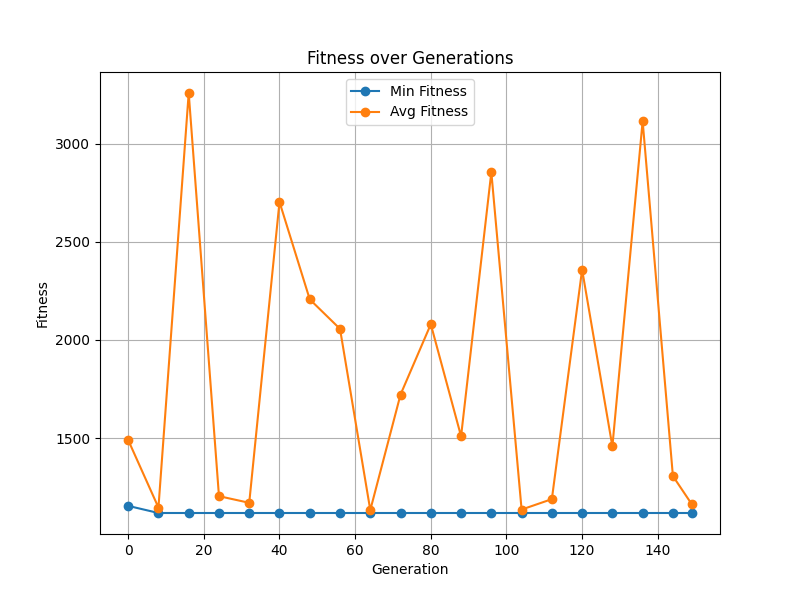 Fitness over Generations
Min Fitness
Avg Fitness
3000
2500
2000
1500
Fitness
0 20 40 60 80 100 120 140
Generation